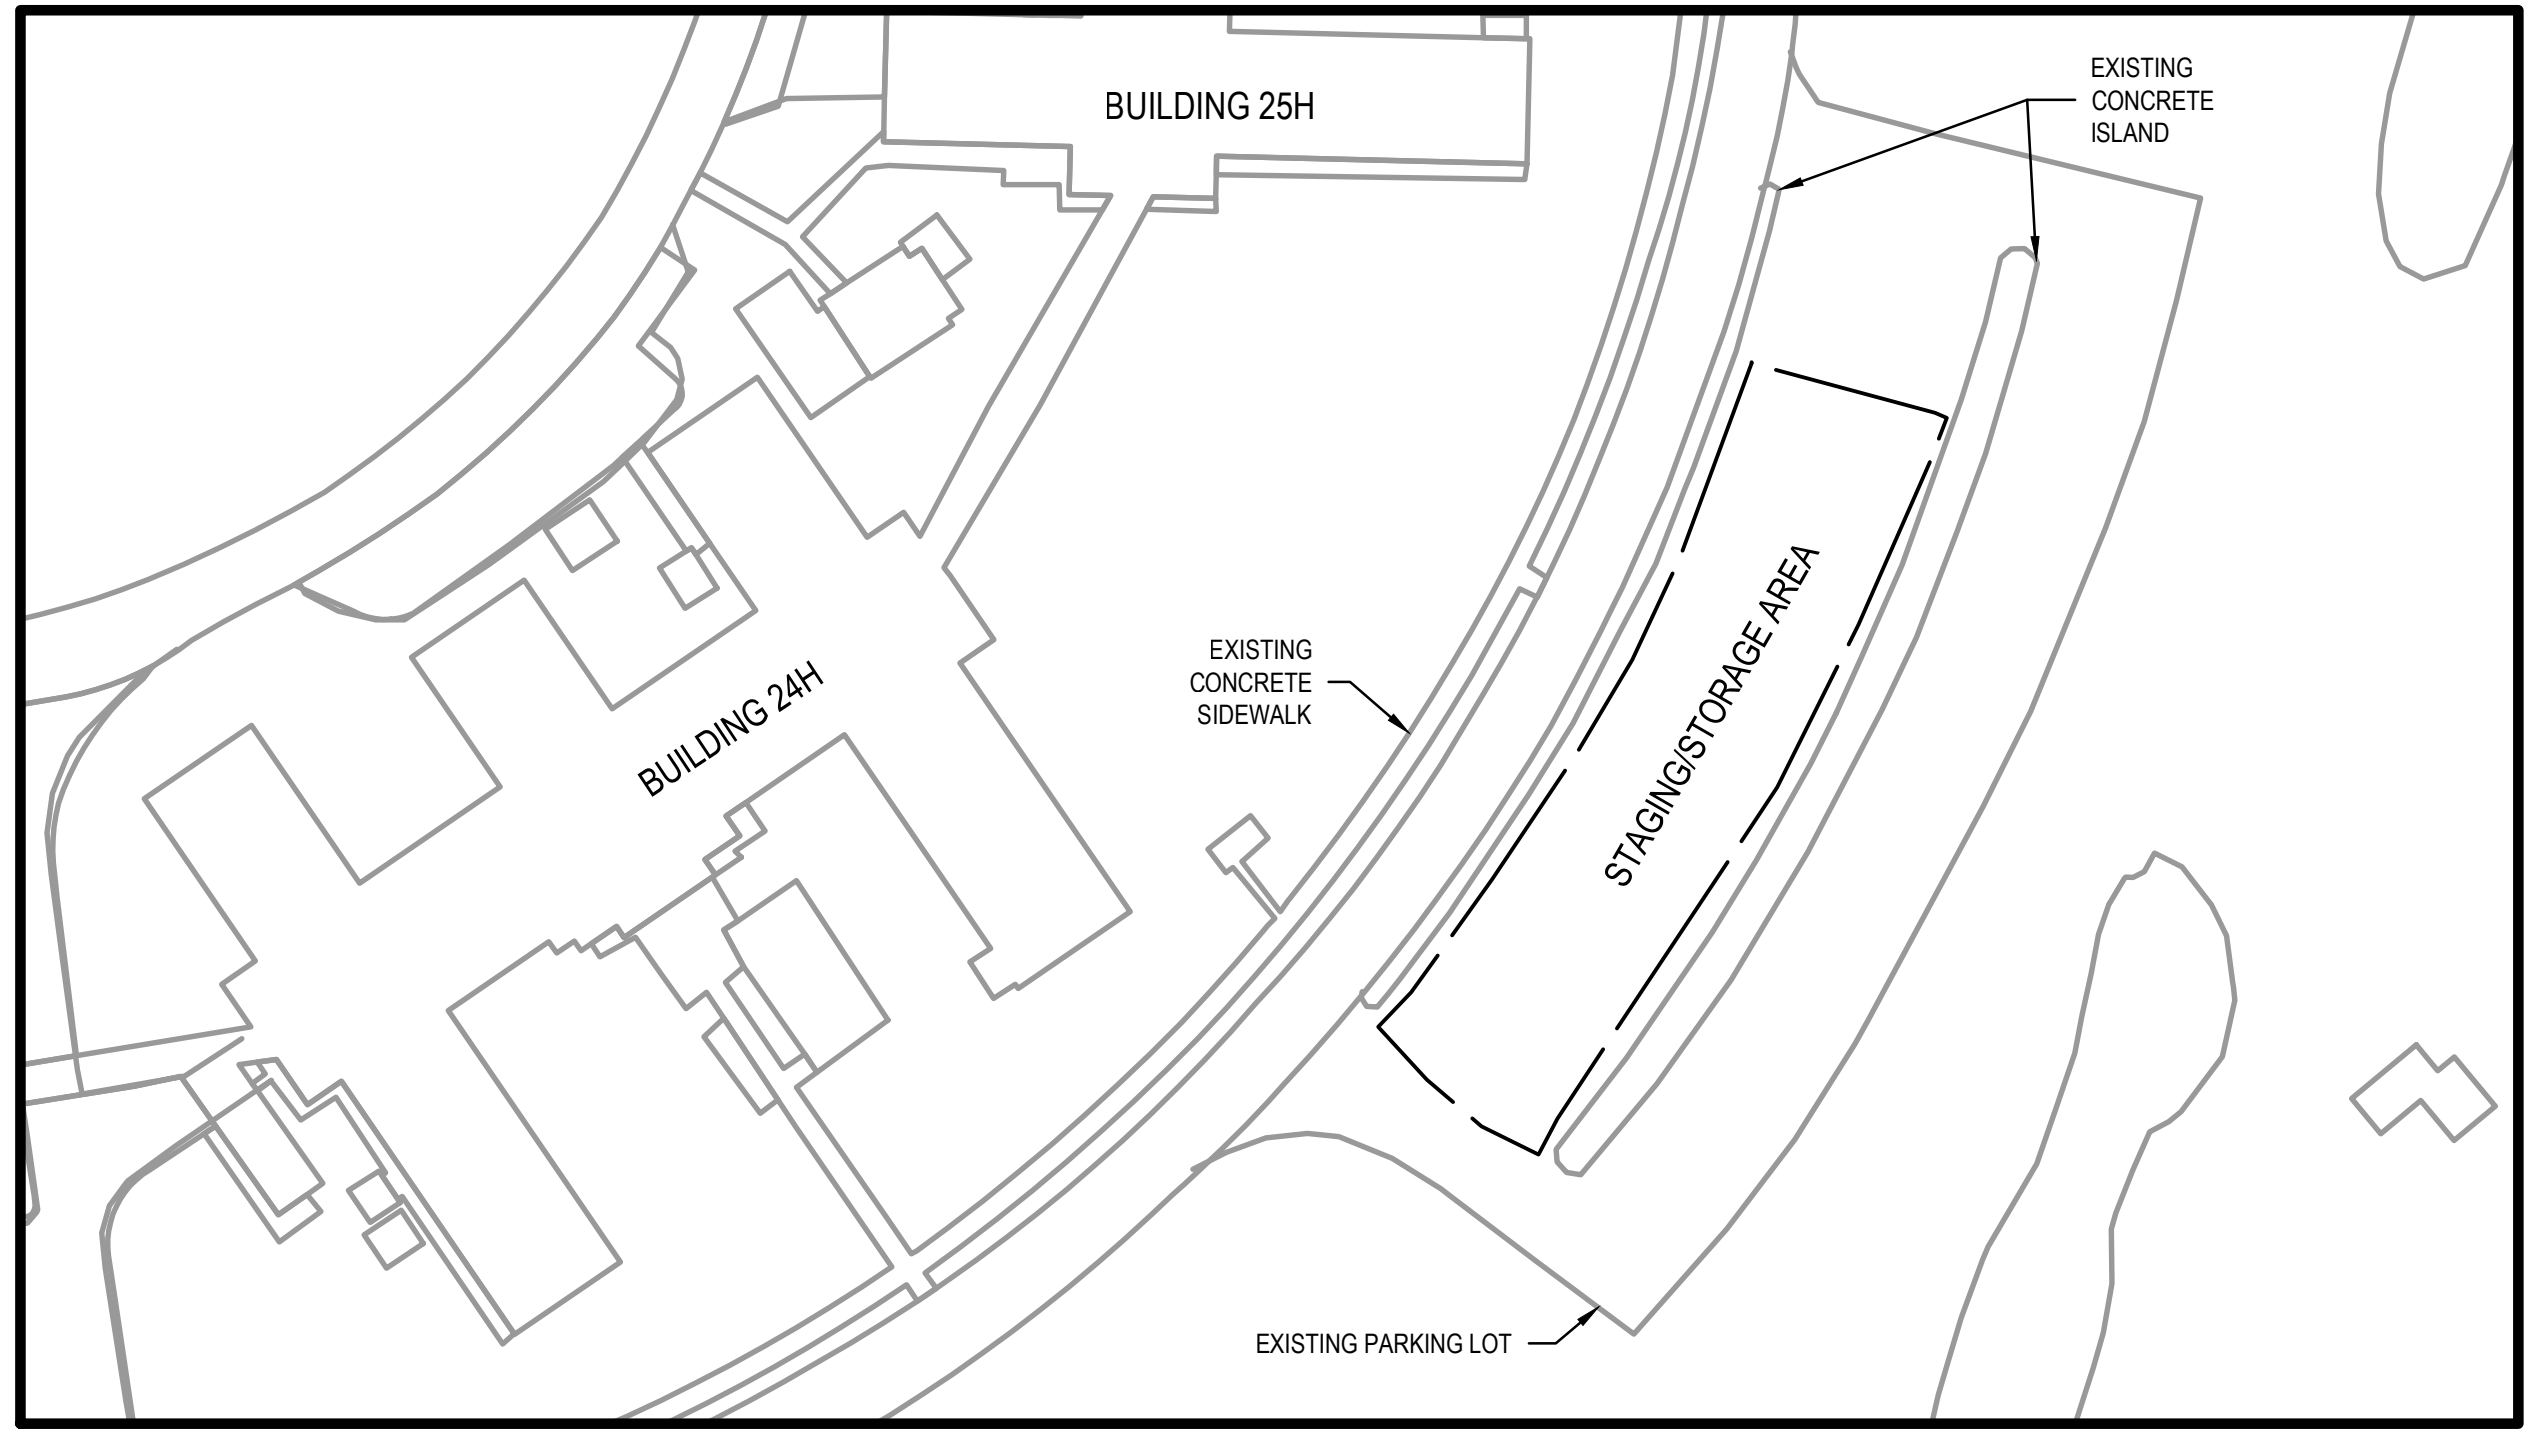 BUILDING 25H
EXISTING
CONCRETE
ISLAND
STAGING/STORAGE AREA
EXISTING
CONCRETE
SIDEWALK
BUILDING 24H
EXISTING PARKING LOT